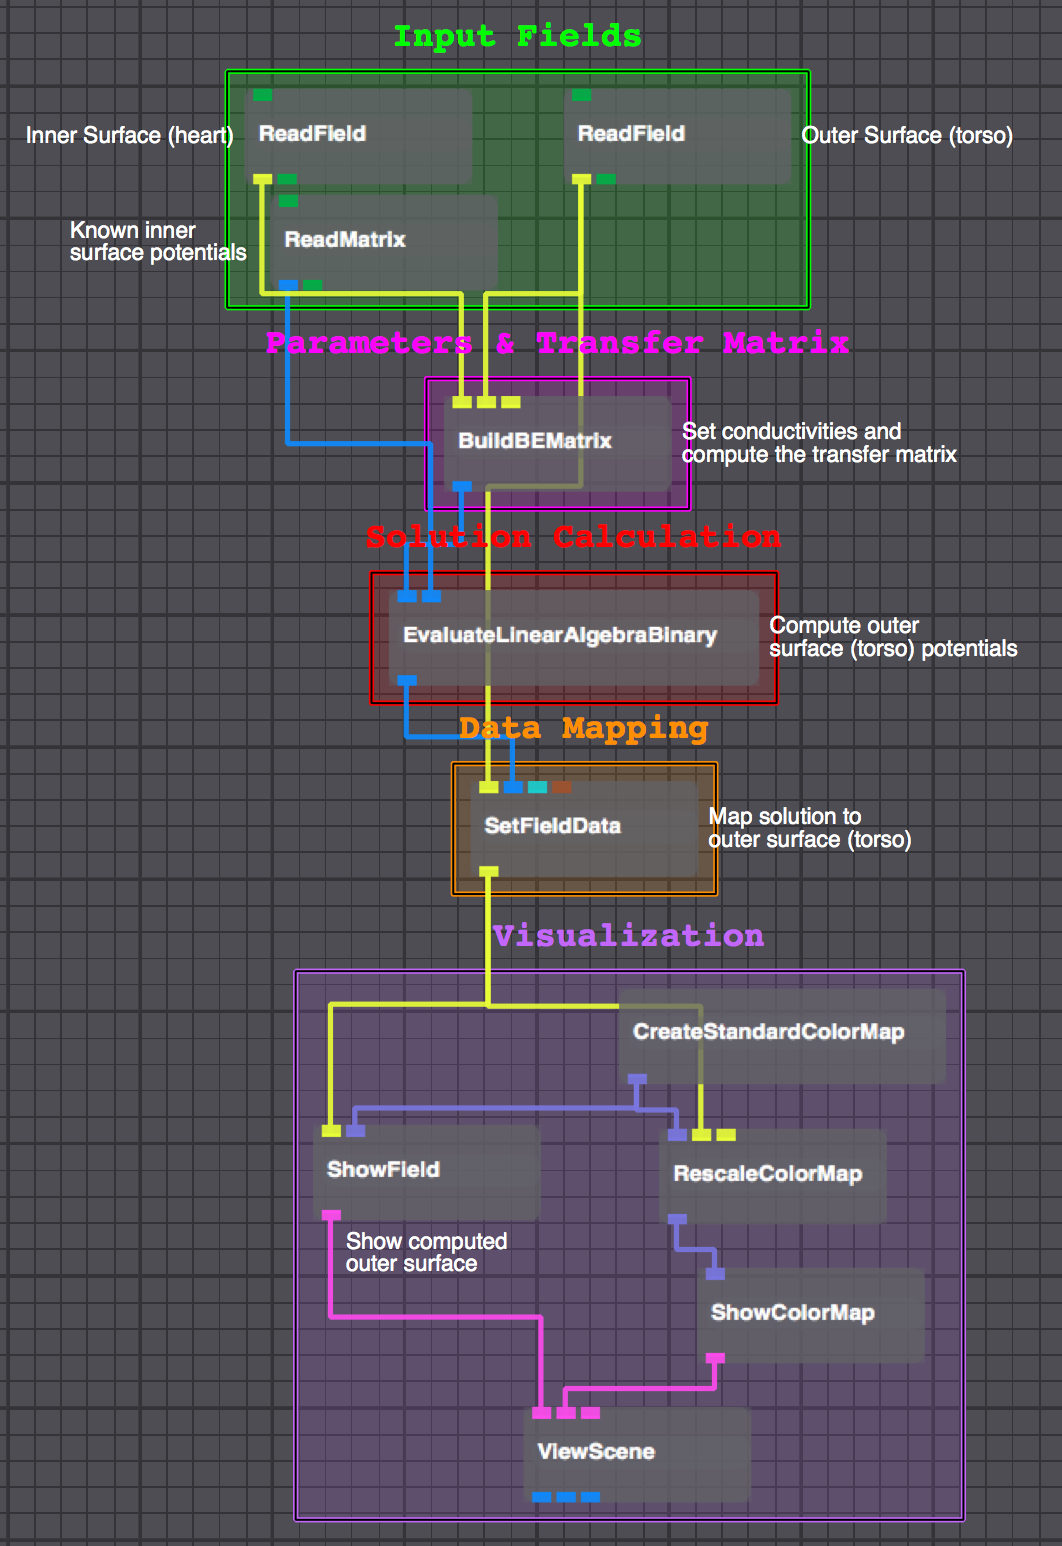 Input Fields
Inner Surface (heart)
ReadField
ReadField
Outer Surface (torso)
Known inner
surface potentials
ReadMatrix
Parameters & Transfer Matrix
BuildBEMatrix
Set conductivities and
compute the transfer matrix
Solution Calculation
EvaluateLinearAlgebraBinary
Compute outer
surface (torso) potentials
Data Mapping
SetFieldData
Map solution to
outer surface (torso)
Visualization
CreateStandardColorMap
ShowField
RescaleColorMap
Show computed
outer surface
ShowColorMap
ViewScene